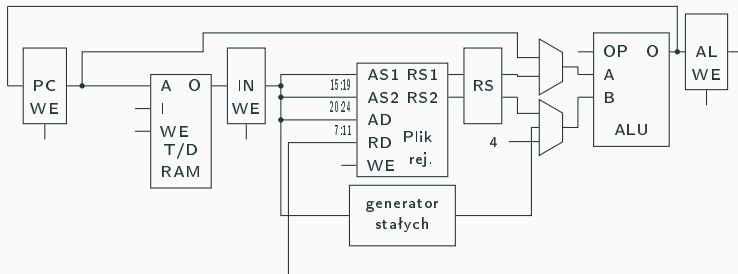 PC
WE
A O
I
WE
T/D
RAM
IN
WE
15:19
20:24
7:11
AS1 RS1
AS2 RS2
AD
RD Plik
rej.
WE
generator
stałych
RS
4
OP O
A
B
ALU
AL
WE